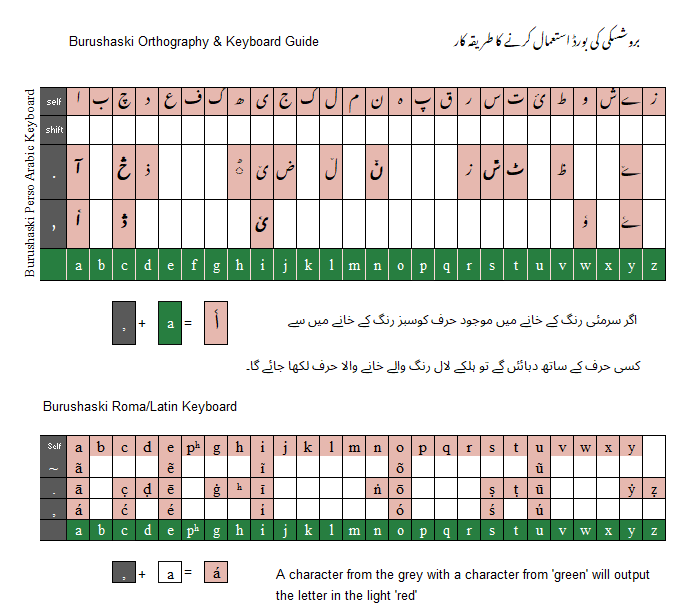 Burushaski Orthography & Keyboard Guide
بروشسکی کی بورڈ استعمال کرنے کا طریقہ کار
Burushaski Perso Arabic Keyboard
self ا ب چ د ع ف گ ھ ی ج ک ل م ن ہ پ ق ر س ت ئ ط و ش ے ز
shift
. آ ذ ض ٹ
, أ ئ
a b c d e f g h i j k l m n o p q r s t u v w x y z
+ a = أ
اگر سرمئی رنگ کے خانے میں موجود حرف کوسبز رنگ کے خانے میں سے
کسی حرف کے ساتھ دبائں گے تو ہلکے لال رنگ والے خانے والا حرف لکھا جائے گا۔
Burushaski Roma/Latin Keyboard
Self a b c d e pʰ g h i j k l m n o p q r s t u v w x y
~ ã ẽ ĩ õ ũ
. ā ç ḍ ē ġ ʰ ī ṅ ō ṣ ṭ ū ẏ ẓ
á ć é í ó ś ú
a b c d e pʰ g h i j k l m n o p q r s t u v w x y z
+ a = á
A character from the grey with a character from 'green' will output
the letter in the light 'red'